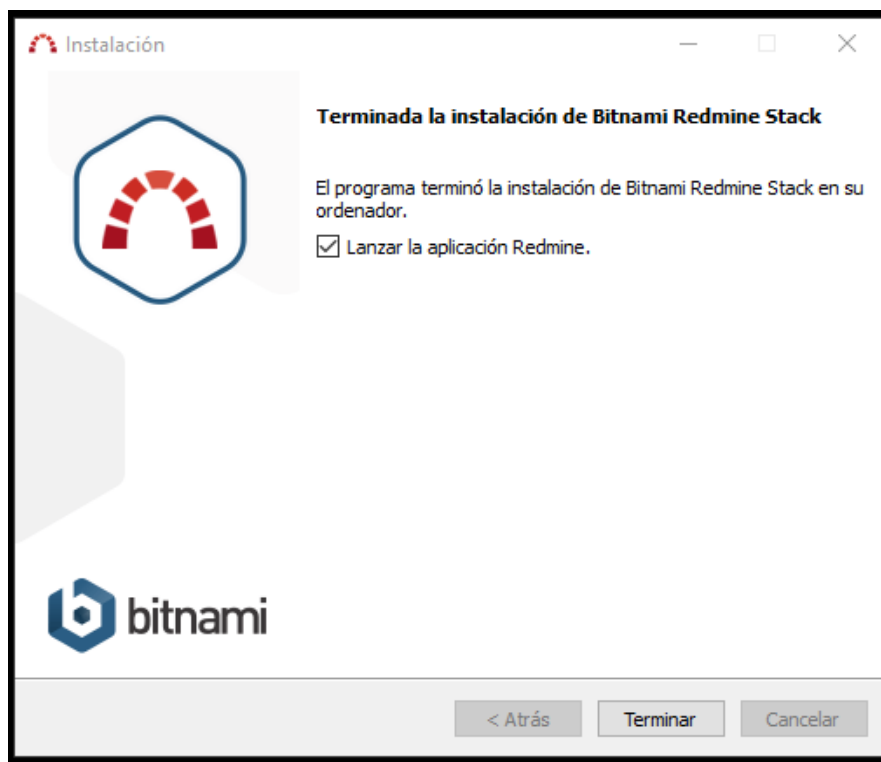 Instalación
Terminada la instalación de Bitnami Redmine Stack
El programa terminó la instalación de Bitnami Redmine Stack en su
ordenador.
Lanzar la aplicación Redmine.
bitnami
< Atrás
Terminar
Cancelar